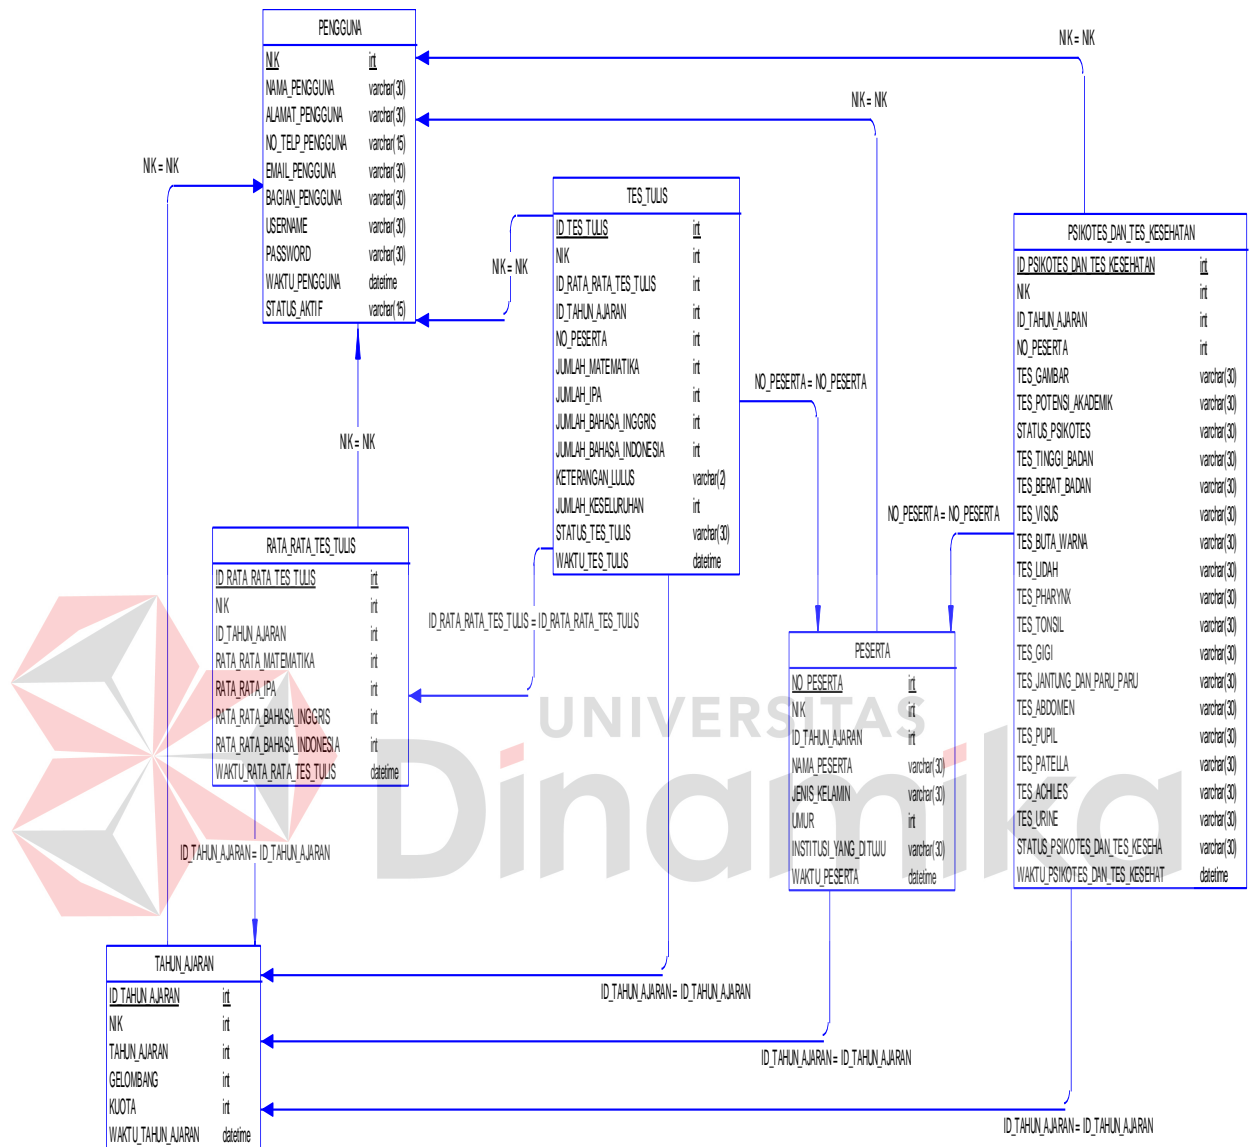 PENGGUNA
NIK int
NAMA_PENGGUNA varchar(30)
ALAMAT_PENGGUNA varchar(30)
NO_TELP_PENGGUNA varchar(15)
EMAIL_PENGGUNA varchar(30)
BAGIAN_PENGGUNA varchar(30)
USERNAME varchar(30)
PASSWORD varchar(30)
WAKTU_PENGGUNA datetime
STATUS_AKTIF varchar(15)
NIK = NIK
NIK = NIK
NIK = NIK
NIK = NIK
NIK = NIK
TES_TULIS
ID_TES_TULIS int
NIK int
ID_RATA_RATA_TES_TULIS int
ID_TAHUN_AJARAN int
NO_PESERTA int
JUMLAH_MATEMATIKA int
JUMLAH_IPA int
JUMLAH_BAHASA_INGGRIS int
JUMLAH_BAHASA_INDONESIA int
KETERANGAN_LULUS varchar(2)
JUMLAH_KESELURUHAN int
STATUS_TES_TULIS varchar(30)
WAKTU_TES_TULIS datetime
PSIKOTES_DAN_TES_KESEHATAN
ID_PSIKOTES_DAN_TES_KESEHATAN int
NIK int
ID_TAHUN_AJARAN int
NO_PESERTA int
TES_GAMBAR varchar(30)
TES_POTENSI_AKADEMIK varchar(30)
STATUS_PSIKOTES varchar(30)
TES_TINGGI_BADAN varchar(30)
TES_BERAT_BADAN varchar(30)
TES_VISUS varchar(30)
TES_BUTA_WARNA varchar(30)
TES_LIDAH varchar(30)
TES_PHARYNX varchar(30)
TES_TONSIL varchar(30)
TES_GIGI varchar(30)
TES_JANTUNG_DAN_PARU_PARU varchar(30)
TES_ABDOMEN varchar(30)
TES_PUPIL varchar(30)
TES_PATELLA varchar(30)
TES_ACHILES varchar(30)
TES_URINE varchar(30)
STATUS_PSIKOTES_DAN_TES_KESEHA varchar(30)
WAKTU_PSIKOTES_DAN_TES_KESEHAT datetime
NO_PESERTA = NO_PESERTA
NO_PESERTA = NO_PESERTA
RATA_RATA_TES_TULIS
ID_RATA_RATA_TES_TULIS int
NIK int
ID_TAHUN_AJARAN int
RATA_RATA_MATEMATIKA int
RATA_RATA_IPA int
RATA_RATA_BAHASA_INGGRIS int
RATA_RATA_BAHASA_INDONESIA int
WAKTU_RATA_RATA_TES_TULIS datetime
ID_RATA_RATA_TES_TULIS = ID_RATA_RATA_TES_TULIS
PESERTA
NO_PESERTA int
NIK int
ID_TAHUN_AJARAN int
NAMA_PESERTA varchar(30)
JENIS_KELAMIN varchar(30)
UMUR int
INSTITUSI_YANG_DITUJU varchar(30)
WAKTU_PESERTA datetime
UNIVERSITAS
Dinamika
ID_TAHUN_AJARAN = ID_TAHUN_AJARAN
TAHUN_AJARAN
ID_TAHUN_AJARAN int
NIK int
TAHUN_AJARAN int
GELOMBANG int
KUOTA int
WAKTU_TAHUN_AJARAN datetime
ID_TAHUN_AJARAN = ID_TAHUN_AJARAN
ID_TAHUN_AJARAN = ID_TAHUN_AJARAN
ID_TAHUN_AJARAN = ID_TAHUN_AJARAN